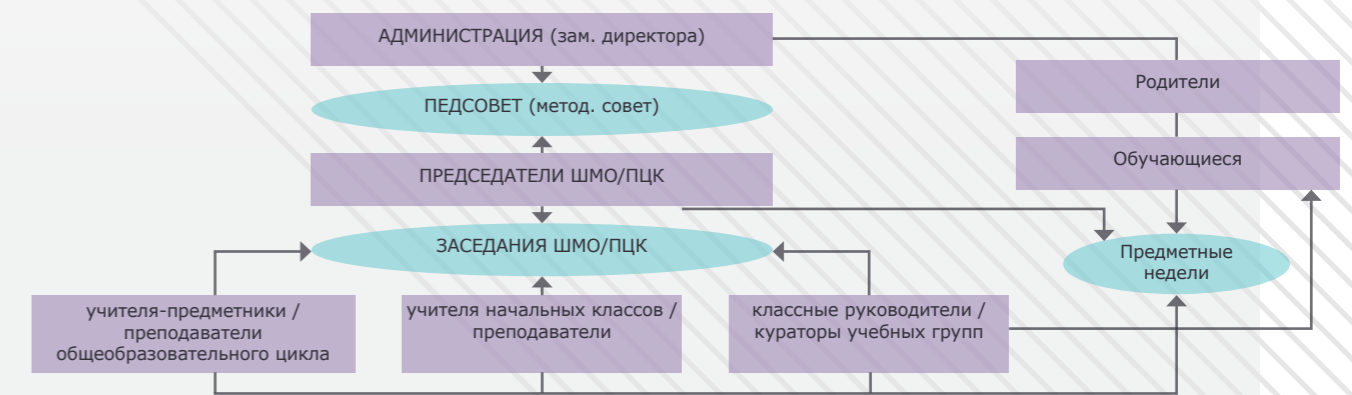 АДМИНИСТРАЦИЯ (зам. директора)
ПЕДСОВЕТ (метод. совет)
Родители
Обучающиеся
ПРЕДСЕДАТЕЛИ ШМО/ПЦК
ЗАСЕДАНИЯ ШМО/ПЦК
Предметные
недели
учителя-предметники /
преподаватели
общеобразовательного цикла
учителя начальных классов /
преподаватели
классные руководители /
кураторы учебных групп